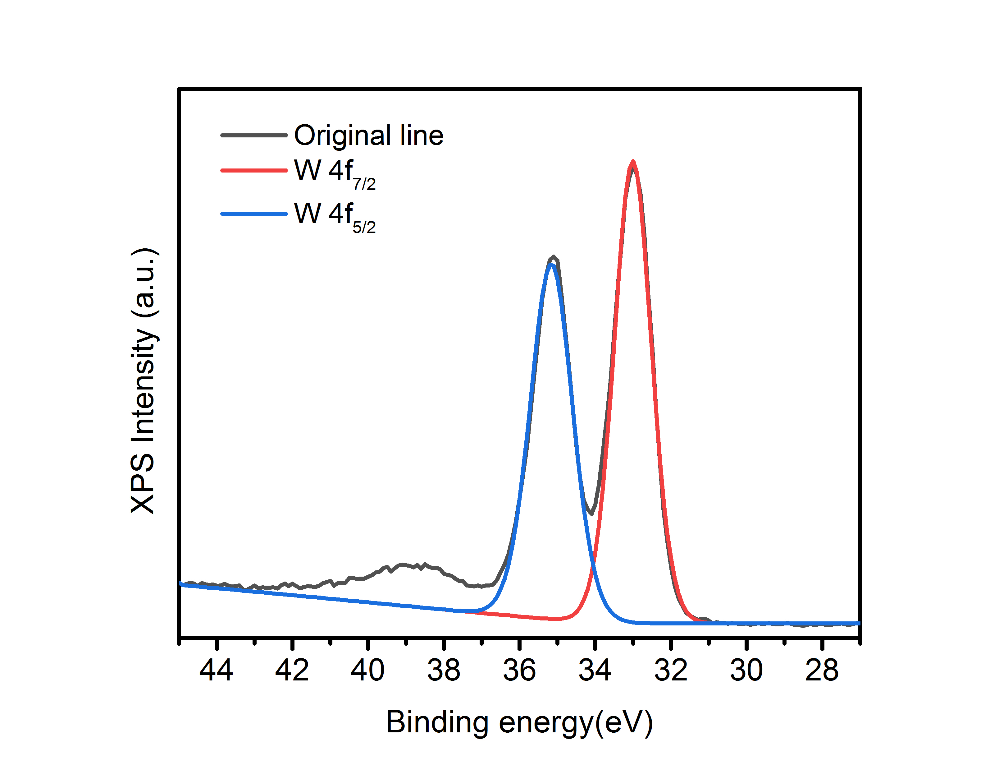 Original line
W 4f7/2
W 4f5/2
XPS Intensity (a.u.)
44 42 40 38 36 34 32 30 28
Binding energy(eV)